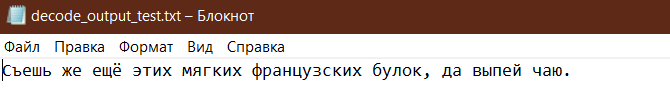 decode_output_test.txt – Блокнот
Файл Правка Формат Вид Справка
Съешь же ещё этих мягких французских булок, да выпей чаю.